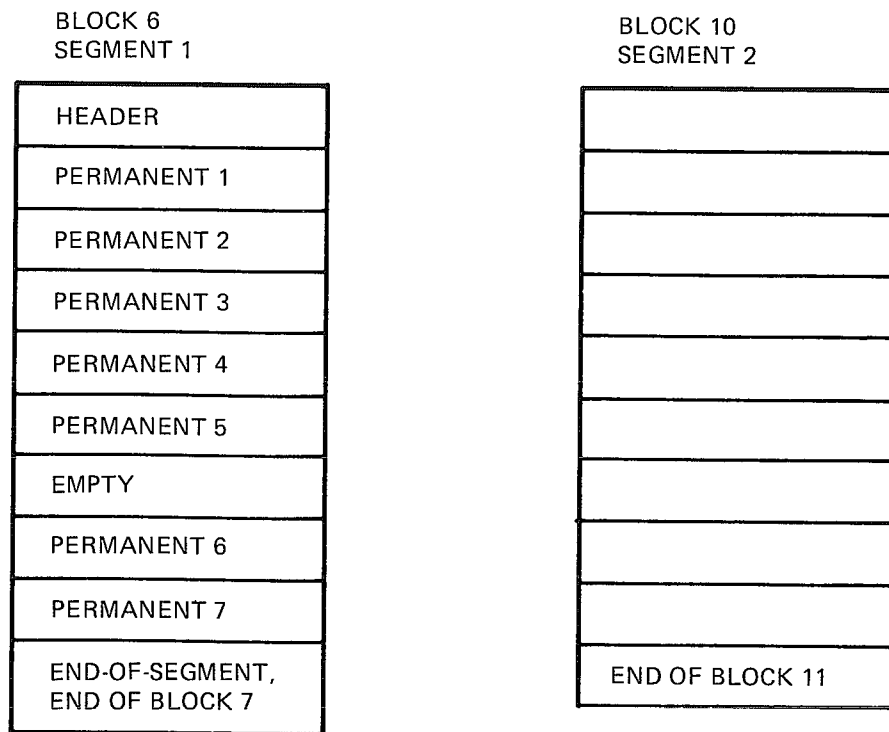 BLOCK 6
SEGMENT 1
HEADER
PERMANENT 1
PERMANENT 2
PERMANENT 3
PERMANENT 4
PERMANENT 5
EMPTY
PERMANENT 6
PERMANENT 7
END-OF-SEGMENT,
END OF BLOCK 7
BLOCK 10
SEGMENT 2
END OF BLOCK 11